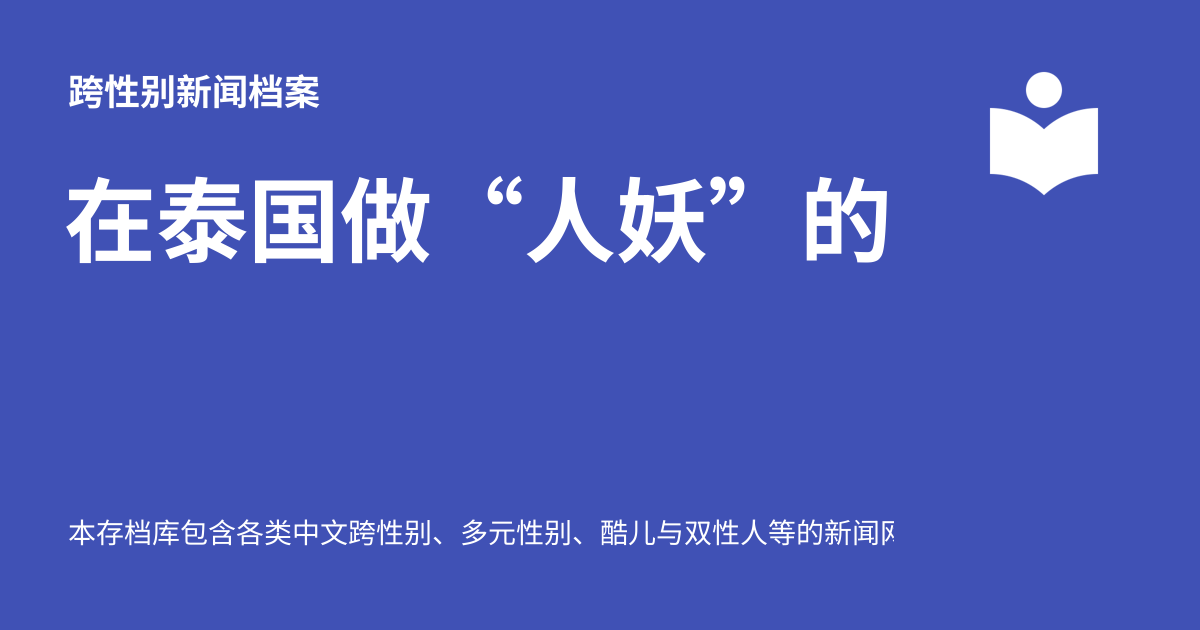 跨性别新闻档案
在泰国做“人妖”的
本存档库包含各类中文跨性别、多元性别、酷儿与双性人等的新闻